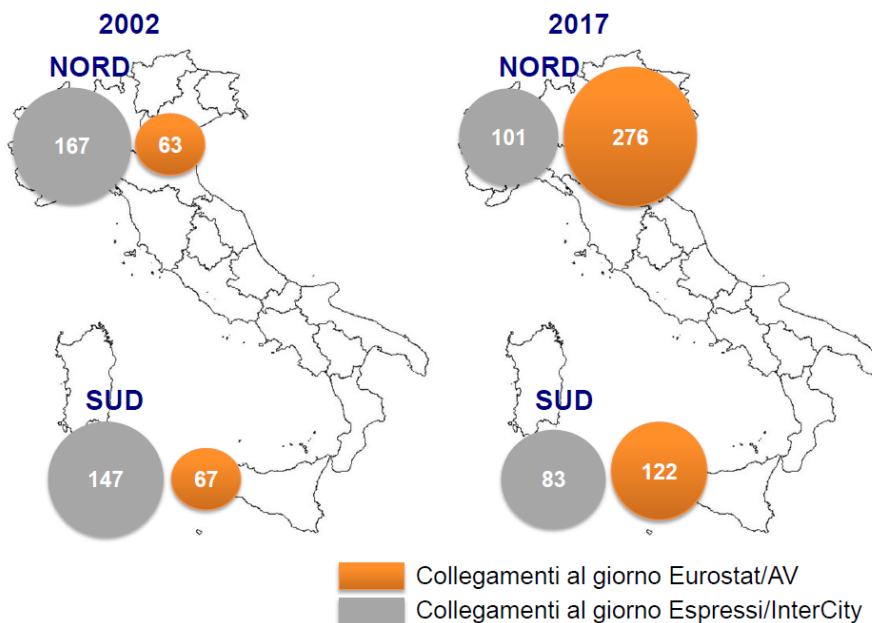 2002
NORD
167
63
SUD
147
67
2017
NORD
101
276
SUD
83
122
Collegamenti al giorno Eurostat/AV
Collegamenti al giorno Espressi/InterCity